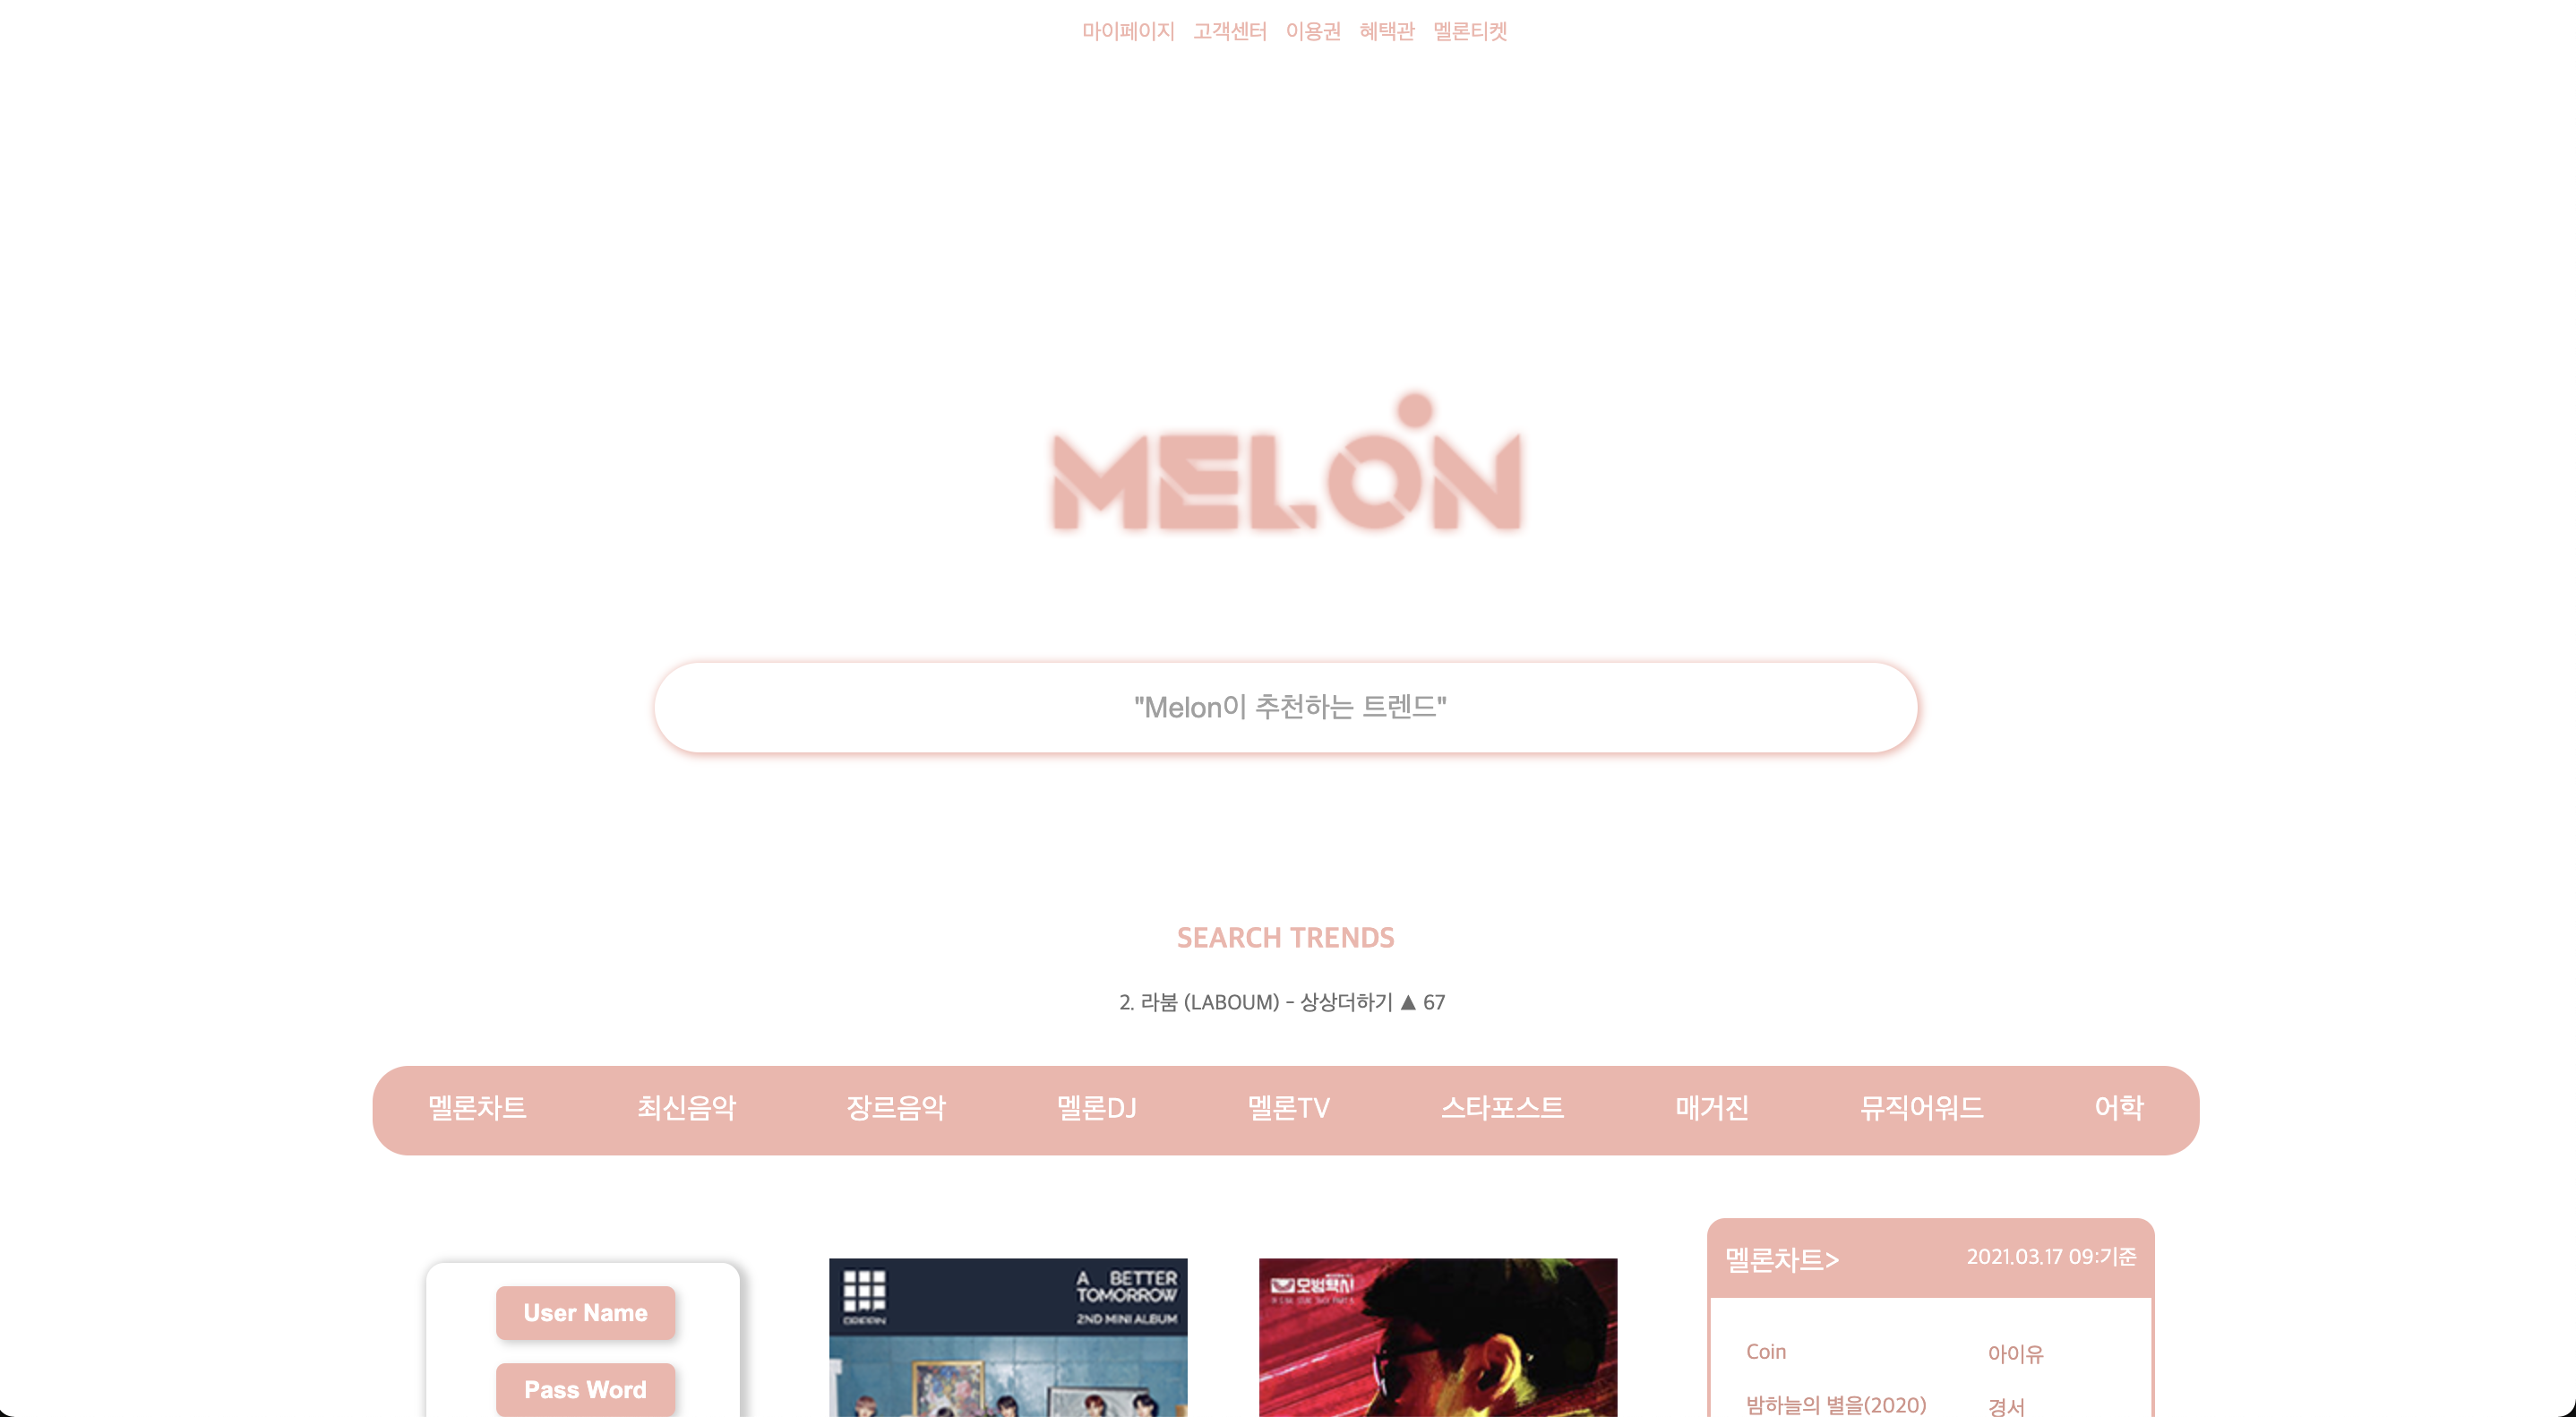 마이페이지 고객센터 이용권 혜택관 멜론티켓
MELON
"Melon이 추천하는 트렌드"
SEARCH TRENDS
2. 라붐 (LABOUM) - 상상더하기 ▲ 67
멜론차트 최신음악 장르음악 멜론DJ 멜론TV 스타포스트 매거진 뮤직어워드 어학
User Name
Pass Word
A BETTER
TOMORROW
DRIPPIN
2ND MINI ALBUM
모범택시
멜론차트> 2021.03.17 09:기준
Coin 아이유
밤하늘의 별을(2020) 경서